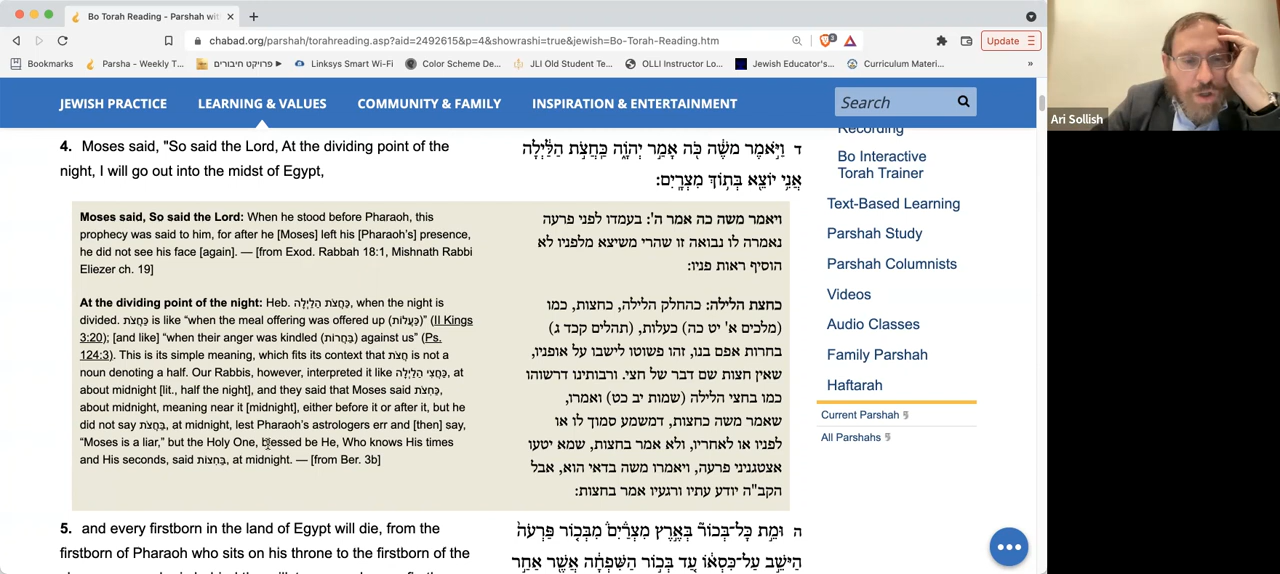 Bo Torah Reading - Parshah wit
chabad.org/parshah/torahreading.asp?aid=2492615&p=4&showrashi=true&jewish=Bo-Torah-Reading.htm
Update
Bookmarks
Parsha - Weekly T...
פרויקט חיבורים
Linksys Smart Wi-Fi
Color Scheme De...
JLI Old Student Te...
OLLI Instructor Lo...
Jewish Educator's...
Curriculum Materi...
»
JEWISH PRACTICE
LEARNING & VALUES
COMMUNITY & FAMILY
INSPIRATION & ENTERTAINMENT
Search
Ari Sollish
4. Moses said, "So said the Lord, At the dividing point of the
night, I will go out into the midst of Egypt,
ד וַיֹּ֣אמֶר משֶׁ֔ה כֹּ֖ה אָמַ֣ר יְהֹוָ֑ה כַּֽחֲצֹ֣ת הַלַּ֔יְלָה
אֲנִ֥י יוֹצֵ֖א בְּת֥וֹךְ מִצְרָֽיִם:
Moses said, So said the Lord: When he stood before Pharaoh, this
prophecy was said to him, for after he [Moses] left his [Pharaoh’s] presence,
he did not see his face [again]. — [from Exod. Rabbah 18:1, Mishnath Rabbi
Eliezer ch. 19]
ויאמר משה כה אמר ה': בעמדו לפני פרעה
נאמרה לו נבואה זו שהרי משיצא מלפניו לא
הוסיף ראות פניו:
At the dividing point of the night: Heb. כַּחֲצֹת הַלַּיְלָה, when the night is
divided. כַּחֲצֹת is like “when the meal offering was offered up (כַּעֲלוֹת)” (II Kings
3:20); [and like] “when their anger was kindled (בַּחֲרוֹת) against us” (Ps.
124:3). This is its simple meaning, which fits its context that חֲצֹת is not a
noun denoting a half. Our Rabbis, however, interpreted it like כַּחֲצִי הַלַיְלָה, at
about midnight [lit., half the night], and they said that Moses said כַּחֲצֹת,
about midnight, meaning near it [midnight], either before it or after it, but he
did not say בַּחֲצֹת, at midnight, lest Pharaoh’s astrologers err and [then] say,
“Moses is a liar,” but the Holy One, blessed be He, Who knows His times
and His seconds, said בַּחֲצוֹת, at midnight. — [from Ber. 3b]
כחצת הלילה: כהחלק הלילה, כחצות, כמו
(מלכים א' יט כה) כעלות, (תהלים קכד ג)
בחרות אפם בנו, זהו פשוטו לישבו על אופניו,
שאין חצות שם דבר של חצי. ורבותינו דרשוהו
כמו בחצי הלילה (שמות יב כט) ואמרו,
שאמר משה כחצות, דמשמע סמוך לו או
לפניו או לאחריו, ולא אמר בחצות, שמא יטעו
אצטגניני פרעה, ויאמרו משה בדאי הוא, אבל
הקב"ה יודע עתיו ורגעיו אמר בחצות:
5. and every firstborn in the land of Egypt will die, from the
firstborn of Pharaoh who sits on his throne to the firstborn of the
ה וּמֵ֣ת כָּל־בְּכוֹר֘ בְּאֶ֣רֶץ מִצְרַ֒יִם֒ מִבְּכ֤וֹר פַּרְעֹה֙
הַיּשֵׁ֣ב עַל־כִּסְא֔וֹ עַ֚ד בְּכ֣וֹר הַשִּׁפְחָ֔ה אֲשֶׁ֖ר אַחַ֣ר
Recording
Bo Interactive
Torah Trainer
Text-Based Learning
Parshah Study
Parshah Columnists
Videos
Audio Classes
Family Parshah
Haftarah
Current Parshah
All Parshahs